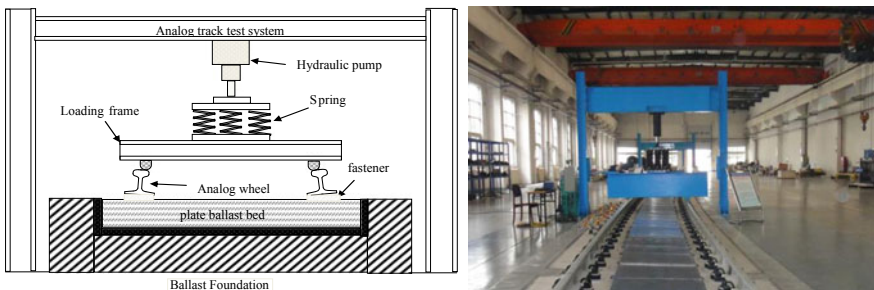 Analog track test system
Hydraulic pump
Spring
Loading frame
fastener
Analog wheel
plate ballast bed
Ballast Foundation